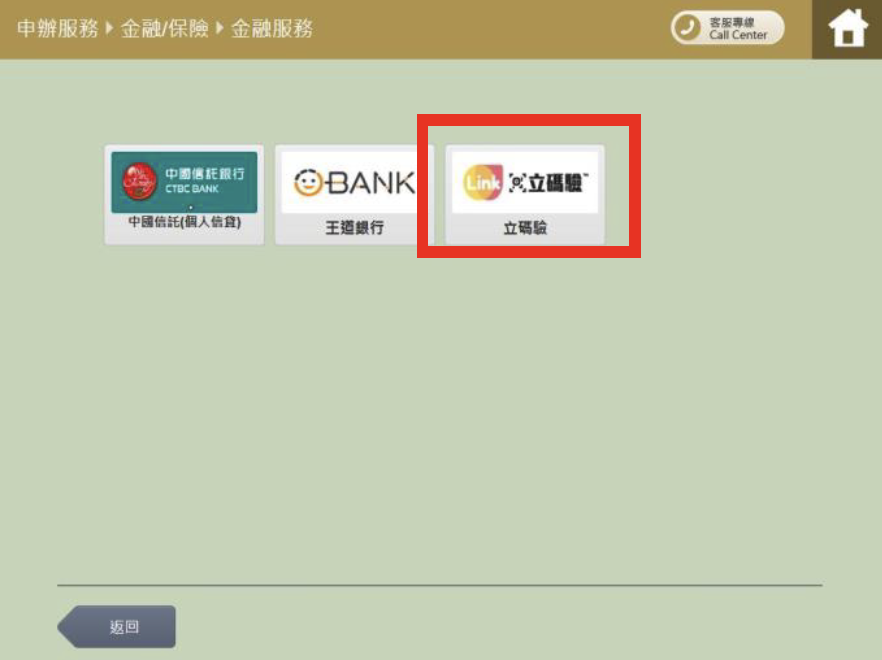 申辦服務 金融/保險 金融服務
客服專線
Call Center
中國信託銀行
CTBC BANK
中國信託(個人信貸)
BANK
王道銀行
Link 立碼驗™
立碼驗
返回